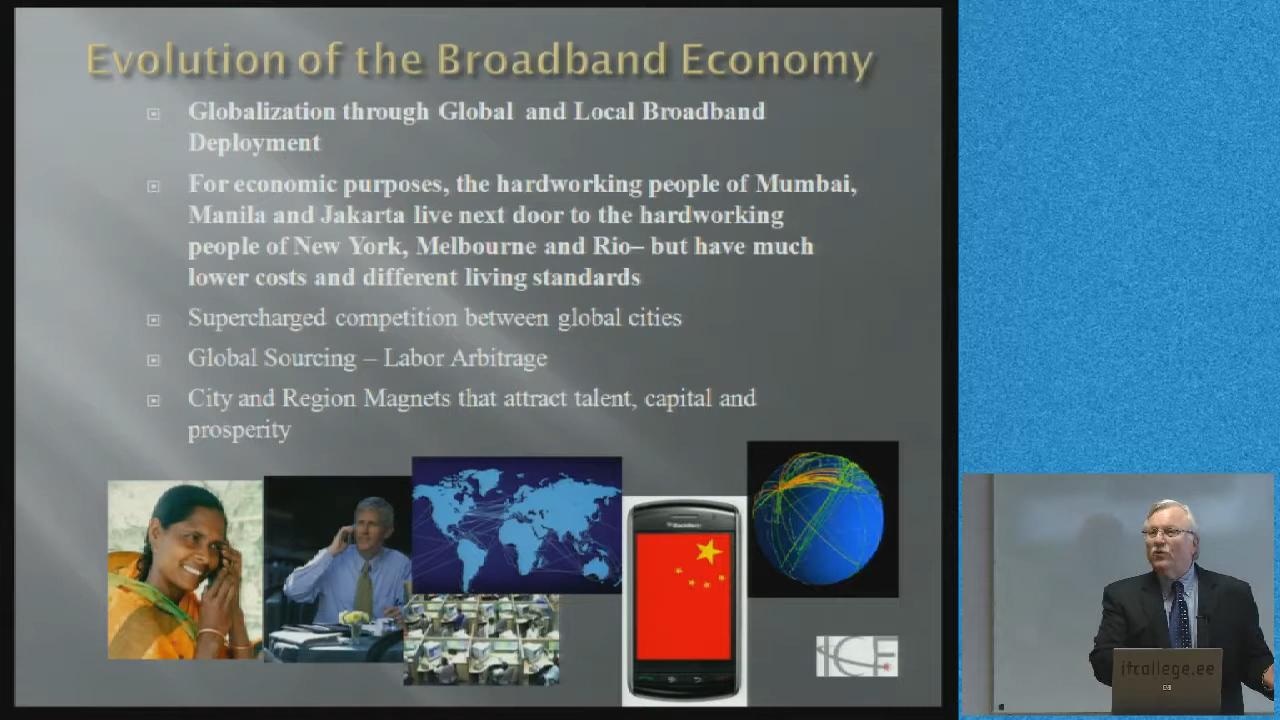 Evolution of the Broadband Economy
Globalization through Global and Local Broadband
Deployment
For economic purposes, the hardworking people of Mumbai,
Manila and Jakarta live next door to the hardworking
people of New York, Melbourne and Rio– but have much
lower costs and different living standards
Supercharged competition between global cities
Global Sourcing – Labor Arbitrage
City and Region Magnets that attract talent, capital and
prosperity
BlackBerry
ICF
itcollege.ee
hp